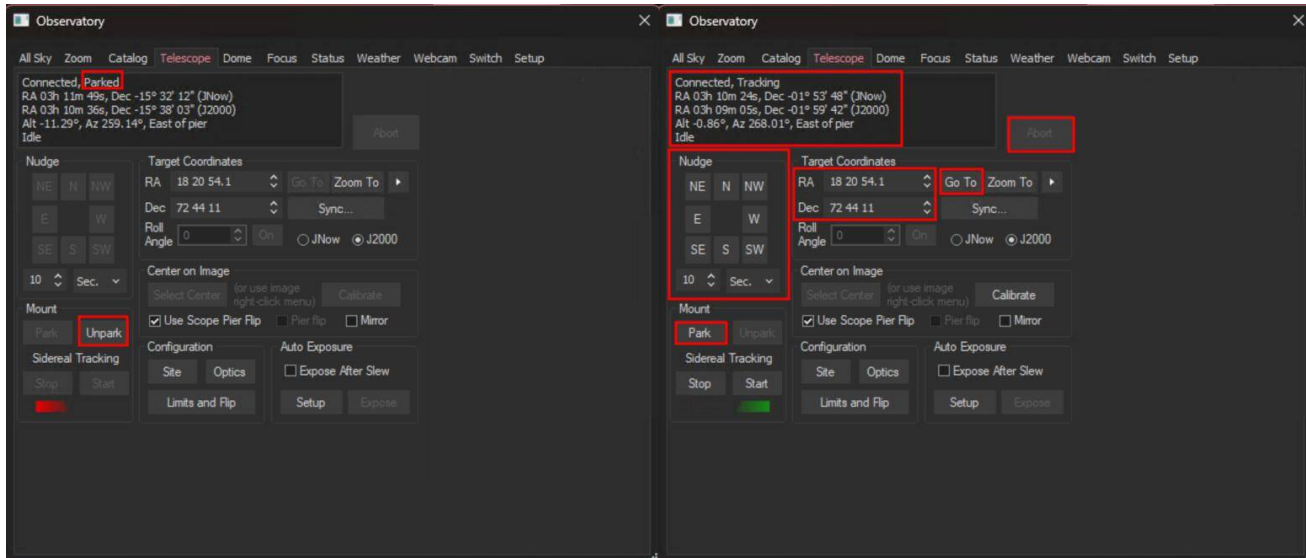 Observatory
All Sky Zoom Catalog Telescope Dome Focus Status Weather Webcam Switch Setup
Connected, Parked
RA 03h 11m 49s, Dec -15° 32' 12" (JNow)
RA 03h 10m 36s, Dec -15° 38' 03" (J2000)
Alt -11.29°, Az 259.14°, East of pier
Idle
Abort
Nudge
NE N NW
E W
SE S SW
10 Sec.
Target Coordinates
RA 18 20 54.1 Go To Zoom To
Dec 72 44 11 Sync...
Roll
Angle 0 On JNow J2000
Center on Image
Select Center (or use image
right-click menu) Calibrate
Use Scope Pier Flip Pier flip Mirror
Mount
Park Unpark
Sidereal Tracking
Stop Start
Configuration
Site Optics
Limits and Flip
Auto Exposure
Expose After Slew
Setup Expose
Observatory
All Sky Zoom Catalog Telescope Dome Focus Status Weather Webcam Switch Setup
Connected, Tracking
RA 03h 10m 24s, Dec -01° 53' 48" (JNow)
RA 03h 09m 05s, Dec -01° 59' 42" (J2000)
Alt -0.86°, Az 268.01°, East of pier
Idle
Abort
Nudge
NE N NW
E W
SE S SW
10 Sec.
Target Coordinates
RA 18 20 54.1 Go To Zoom To
Dec 72 44 11 Sync...
Roll
Angle 0 On JNow J2000
Center on Image
Select Center (or use image
right-click menu) Calibrate
Use Scope Pier Flip Pier flip Mirror
Mount
Park Unpark
Sidereal Tracking
Stop Start
Configuration
Site Optics
Limits and Flip
Auto Exposure
Expose After Slew
Setup Expose